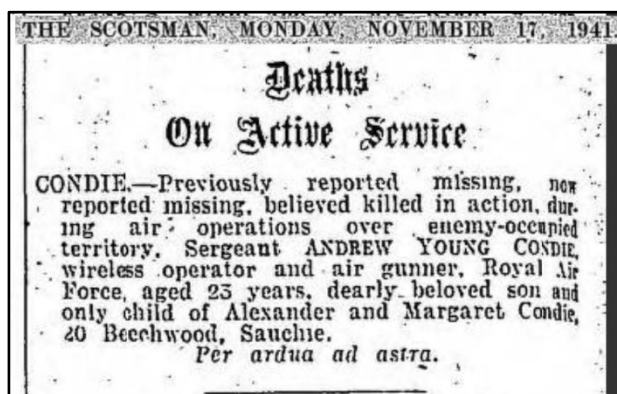 THE SCOTSMAN, MONDAY, NOVEMBER 17, 1941.
Deaths
On Active Service
CONDIE.—Previously reported missing, now
reported missing, believed killed in action, dur-
ing air operations over enemy-occupied
territory, Sergeant ANDREW YOUNG CONDIE,
wireless operator and air gunner, Royal Air
Force, aged 23 years, dearly beloved son and
only child of Alexander and Margaret Condie,
20 Beechwood, Sauchie.
Per ardua ad astra.